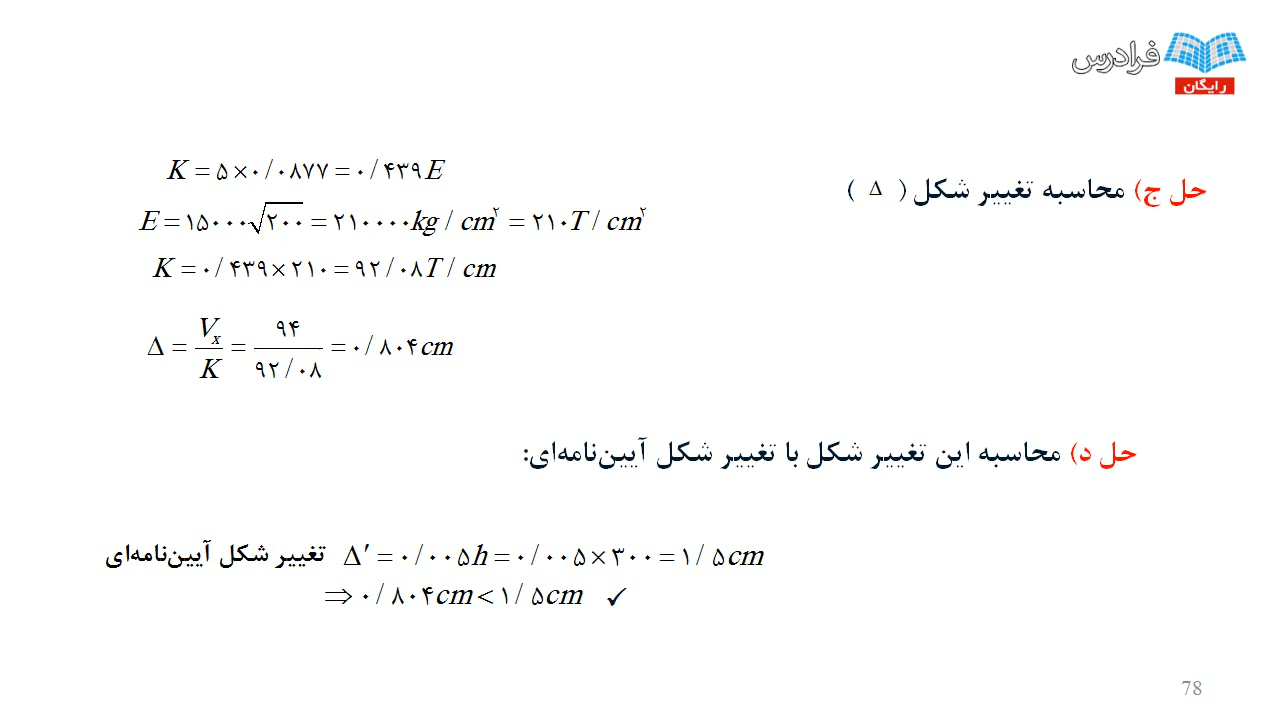 فرادرس
رایگان
حل ج) محاسبه تغییر شکل ( Δ )
K = ۵ × ۰/۰۸۷۷ = ۰/۴۳۹E
E = ۱۵۰۰۰√۲۰۰ = ۲۱۰۰۰۰kg / cm۲ = ۲۱۰T / cm۲
K = ۰/۴۳۹ × ۲۱۰ = ۹۲/۰۸T / cm
Δ = Vx/K = ۹۴/۹۲/۰۸ = ۰/۸۰۴cm
حل د) محاسبه این تغییر شکل با تغییر شکل آیین‌نامه‌ای:
تغییر شکل آیین‌نامه‌ای Δ′ = ۰/۰۰۵h = ۰/۰۰۵ × ۳۰۰ = ۱/۵cm
⇒ ۰/۸۰۴cm < ۱/۵cm ✓
78